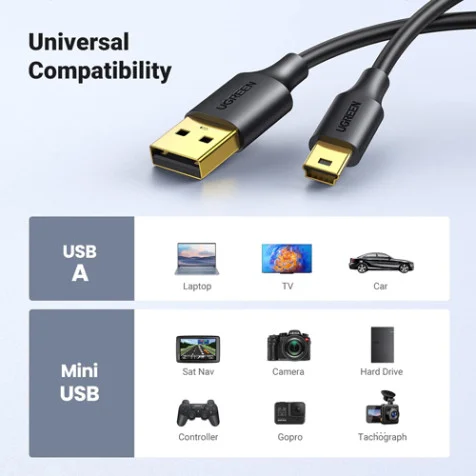 Universal
Compatibility
UGREEN
UGREEN
USB
A
Laptop
TV
Car
Mini
USB
Sat Nav
Camera
Hard Drive
Controller
Gopro
Tachograph